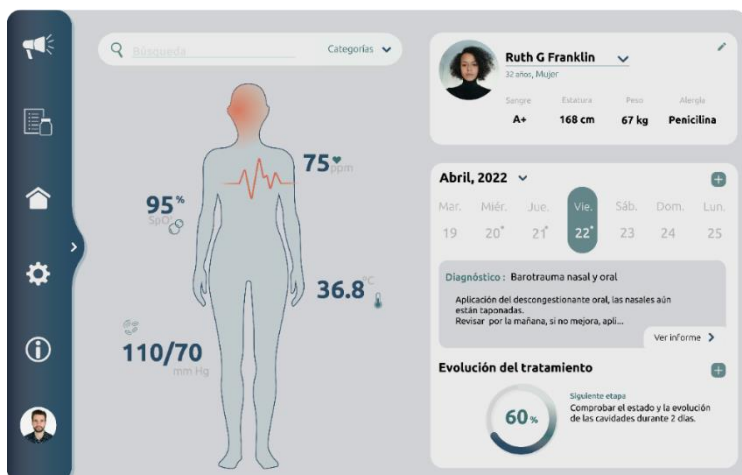 Búsqueda
Categorías
75 ppm
95 %
SpO²
36.8 °C
110/70
mm Hg
Ruth G Franklin
32 años, Mujer
Sangre Estatura Peso Alergia
A+ 168 cm 67 kg Penicilina
Abril, 2022
Mar. Miér. Jue. Vie. Sáb. Dom. Lun.
19 20* 21* 22* 23 24 25
Diagnóstico : Barotrauma nasal y oral
Aplicación del descongestionante oral, las nasales aún
están taponadas.
Revisar por la mañana, si no mejora, apli...
Ver informe
Evolución del tratamiento
60 %
Siguiente etapa
Comprobar el estado y la evolución
de las cavidades durante 2 días.